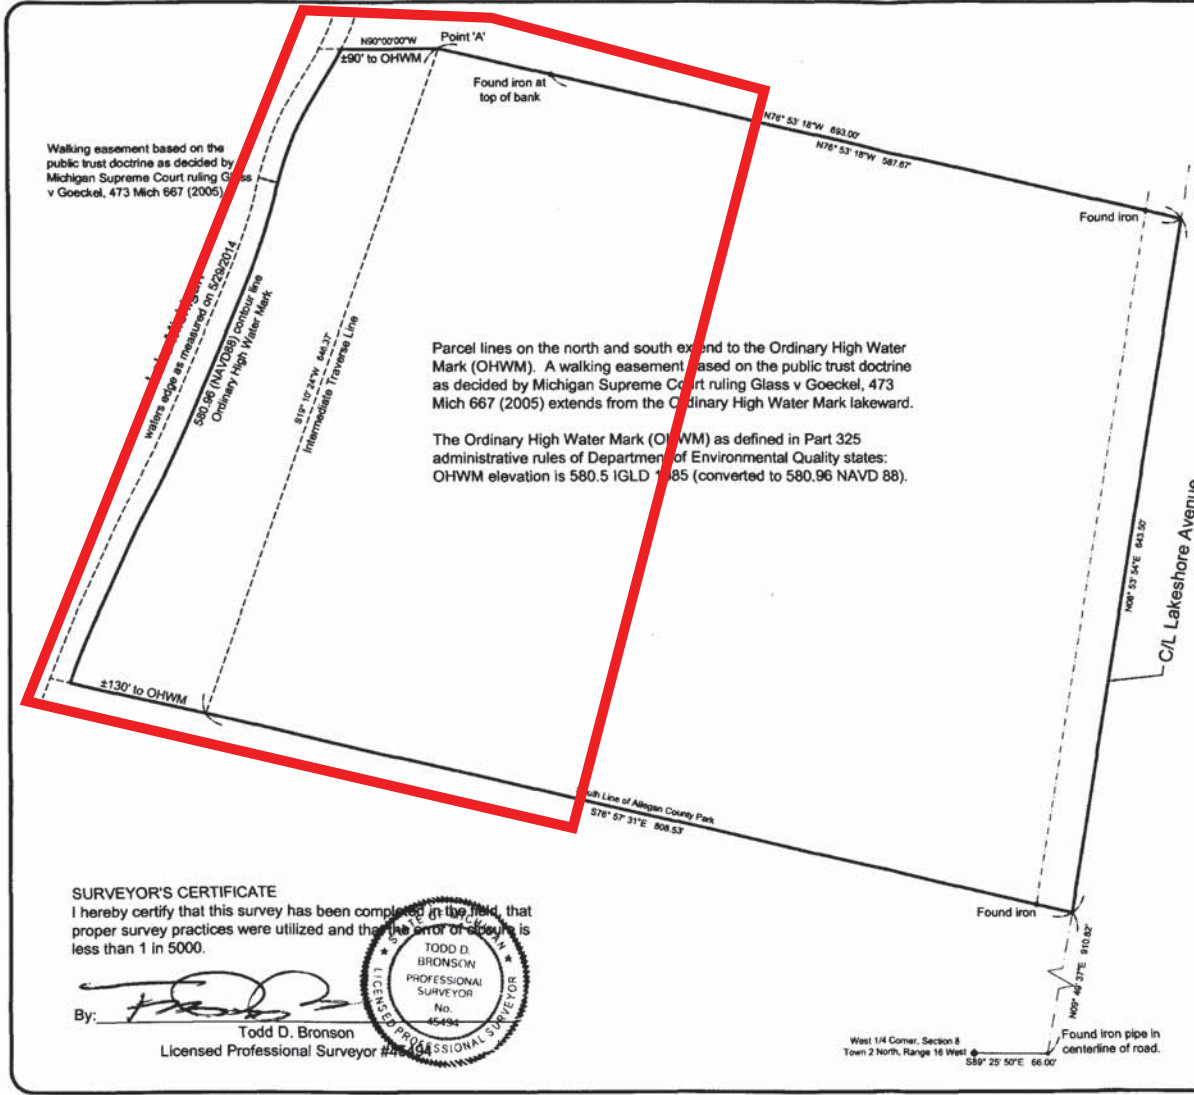 N90°00'00"W
±90' to OHWM
Point 'A'
Found iron at
top of bank
N76° 53' 18"W 693.00'
N76° 53' 18"W 587.67'
Walking easement based on the
public trust doctrine as decided by
Michigan Supreme Court ruling Glass
v Goeckel, 473 Mich 667 (2005)
Found iron
waters edge as measured on 5/29/2014
580.96 (NAVD88) contour line
Ordinary High Water Mark
S19° 10' 24"W 646.37'
Intermediate Traverse Line
Parcel lines on the north and south extend to the Ordinary High Water
Mark (OHWM). A walking easement based on the public trust doctrine
as decided by Michigan Supreme Court ruling Glass v Goeckel, 473
Mich 667 (2005) extends from the Ordinary High Water Mark lakeward.
The Ordinary High Water Mark (OHWM) as defined in Part 325
administrative rules of Department of Environmental Quality states:
OHWM elevation is 580.5 IGLD 1985 (converted to 580.96 NAVD 88).
N08° 53' 54"E 643.50'
C/L Lakeshore Avenue
±130' to OHWM
South Line of Allegan County Park
S76° 57' 31"E 808.53'
Found iron
SURVEYOR'S CERTIFICATE
I hereby certify that this survey has been completed in the field, that
proper survey practices were utilized and that the error of closure is
less than 1 in 5000.
By:
Todd D. Bronson
Licensed Professional Surveyor #45494
STATE OF MICHIGAN
TODD D.
BRONSON
PROFESSIONAL
SURVEYOR
No.
45494
LICENSED PROFESSIONAL SURVEYOR
N09° 49' 37"E 910.82'
West 1/4 Corner, Section 8
Town 2 North, Range 16 West
S89° 25' 50"E 66.00'
Found iron pipe in
centerline of road.